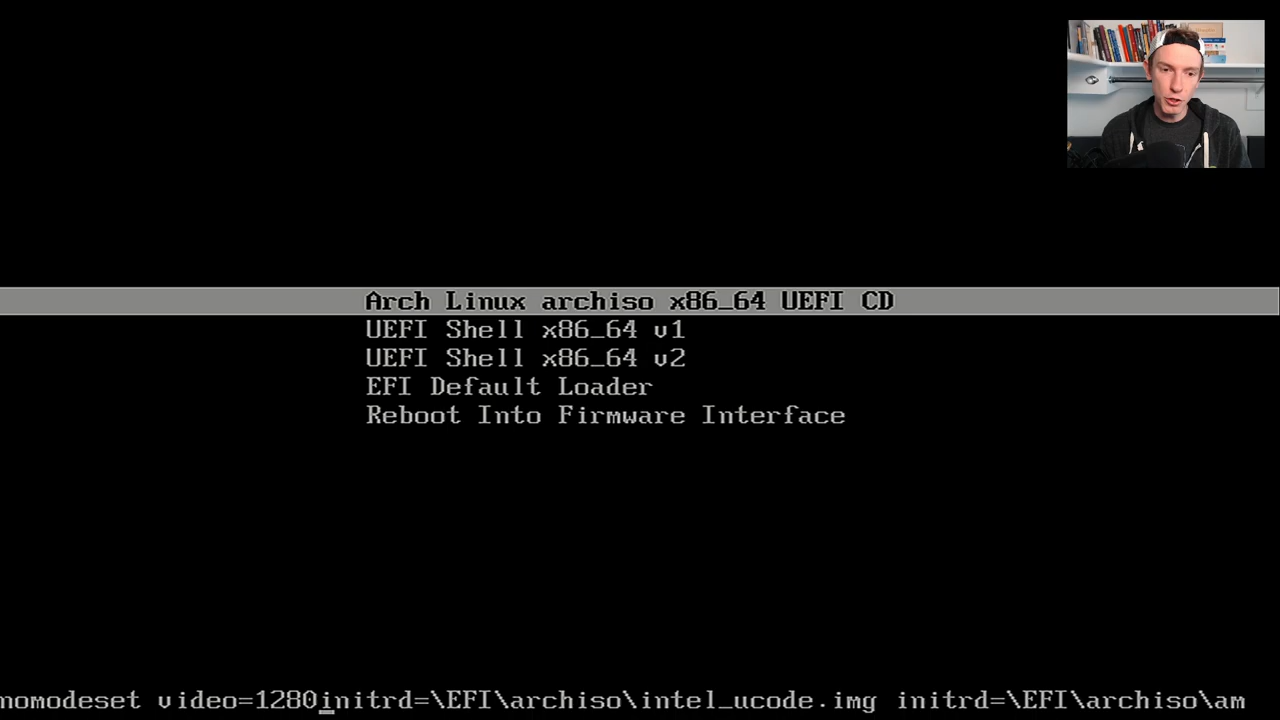 Arch Linux archiso x86_64 UEFI CD
UEFI Shell x86_64 v1
UEFI Shell x86_64 v2
EFI Default Loader
Reboot Into Firmware Interface
nomodeset video=1280initrd=\EFI\archiso\intel_ucode.img initrd=\EFI\archiso\am